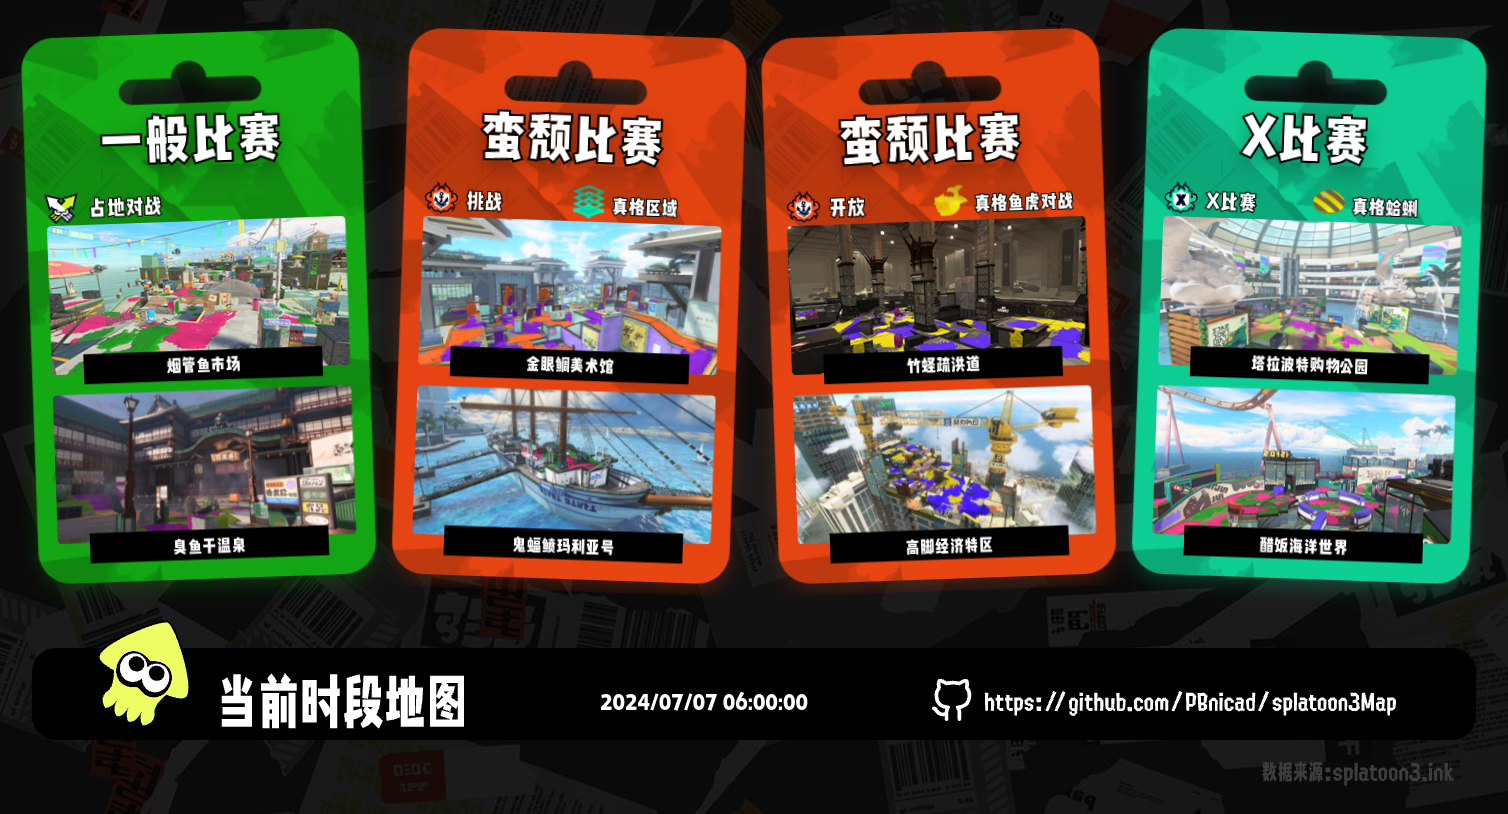 一般比赛
占地对战
烟管鱼市场
臭鱼干温泉
蛮颓比赛
挑战
真格区域
金眼鲷美术馆
鬼蝠鲼玛利亚号
蛮颓比赛
开放
真格鱼虎对战
竹蛏疏洪道
高脚经济特区
X比赛
X比赛
真格蛤蜊
塔拉波特购物公园
醋饭海洋世界
当前时段地图
2024/07/07 06:00:00
https://github.com/PBnicad/splatoon3Map
数据来源:splatoon3.ink